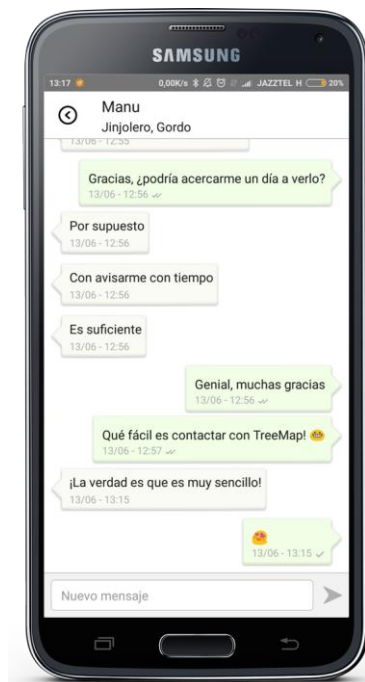 SAMSUNG
13:17 0,00K/s JAZZTEL H 20%
Manu
Jinjolero, Gordo
13/06 - 12:55
Gracias, ¿podría acercarme un día a verlo?
13/06 - 12:56
Por supuesto
13/06 - 12:56
Con avisarme con tiempo
13/06 - 12:56
Es suficiente
13/06 - 12:56
Genial, muchas gracias
13/06 - 12:56
Qué fácil es contactar con TreeMap!
13/06 - 12:57
¡La verdad es que es muy sencillo!
13/06 - 13:15
13/06 - 13:15
Nuevo mensaje